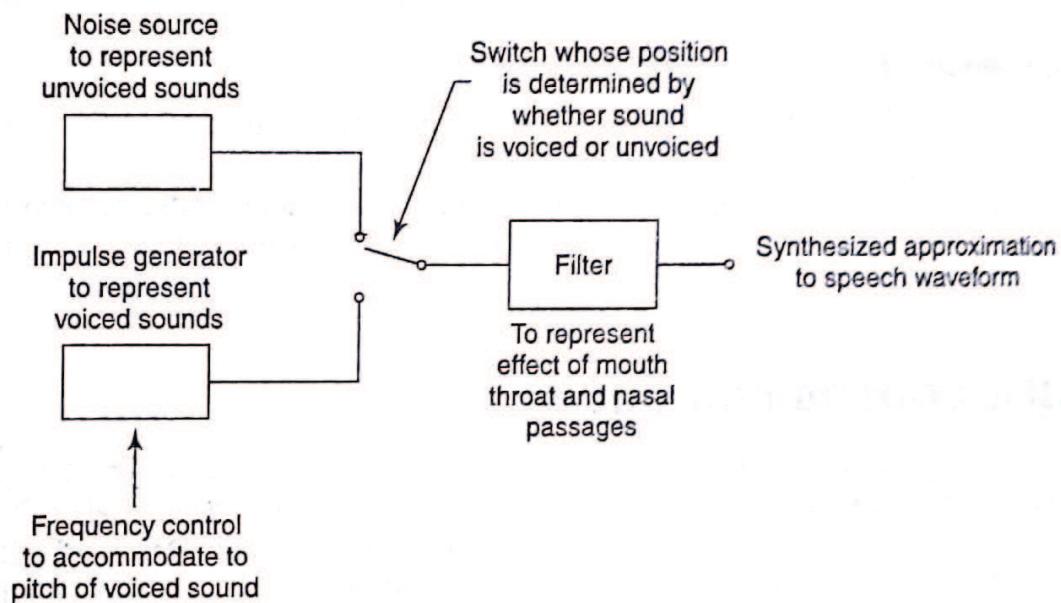 Noise source
to represent
unvoiced sounds
Switch whose position
is determined by
whether sound
is voiced or unvoiced
Impulse generator
to represent
voiced sounds
Filter
Synthesized approximation
to speech waveform
To represent
effect of mouth
throat and nasal
passages
Frequency control
to accommodate to
pitch of voiced sound